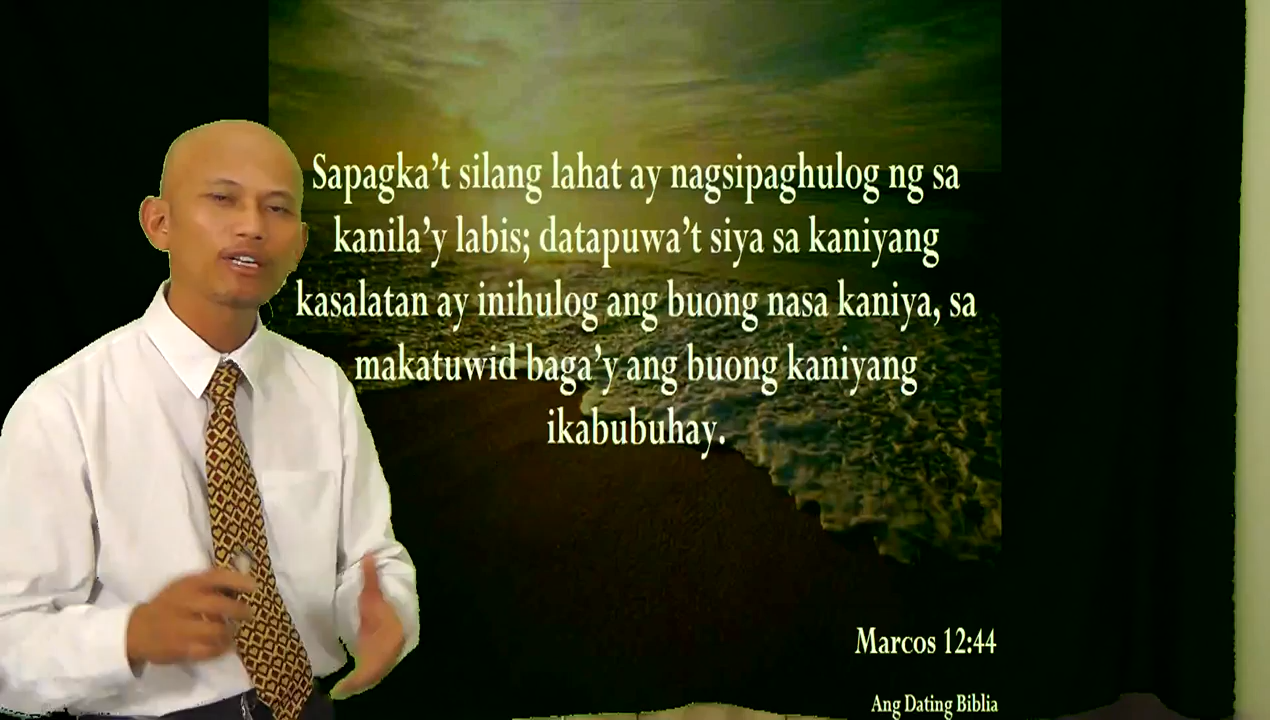 Sapagka’t silang lahat ay nagsipaghulog ng sa
kanila’y labis; datapuwa’t siya sa kaniyang
kasalatan ay inihulog ang buong nasa kaniya, sa
makatuwid baga’y ang buong kaniyang
ikabubuhay.
Marcos 12:44
Ang Dating Biblia